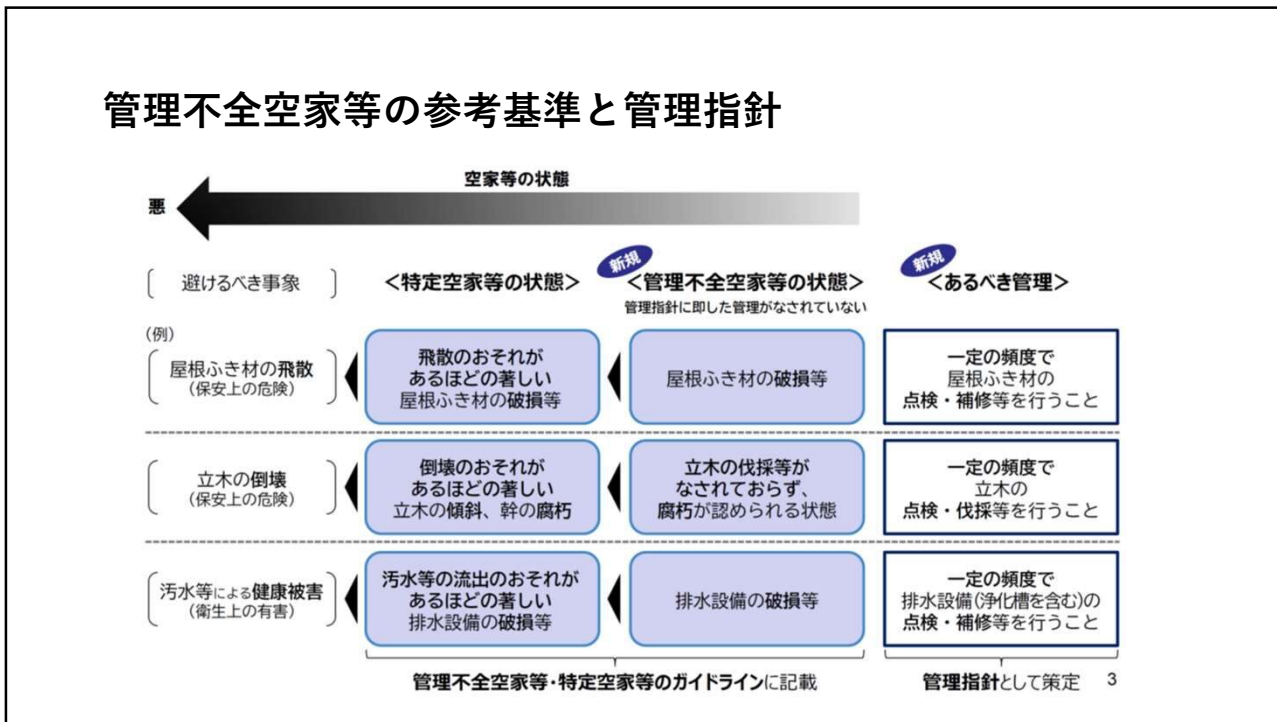 管理不全空家等の参考基準と管理指針
空家等の状態
悪
避けるべき事象
<特定空家等の状態>
新規
<管理不全空家等の状態>
管理指針に即した管理がなされていない
新規
<あるべき管理>
(例)
屋根ふき材の飛散
(保安上の危険)
飛散のおそれが
あるほどの著しい
屋根ふき材の破損等
屋根ふき材の破損等
一定の頻度で
屋根ふき材の
点検・補修等を行うこと
立木の倒壊
(保安上の危険)
倒壊のおそれが
あるほどの著しい
立木の傾斜、幹の腐朽
立木の伐採等が
なされておらず、
腐朽が認められる状態
一定の頻度で
立木の
点検・伐採等を行うこと
汚水等による健康被害
(衛生上の有害)
汚水等の流出のおそれが
あるほどの著しい
排水設備の破損等
排水設備の破損等
一定の頻度で
排水設備(浄化槽を含む)の
点検・補修等を行うこと
管理不全空家等・特定空家等のガイドラインに記載
管理指針として策定
3